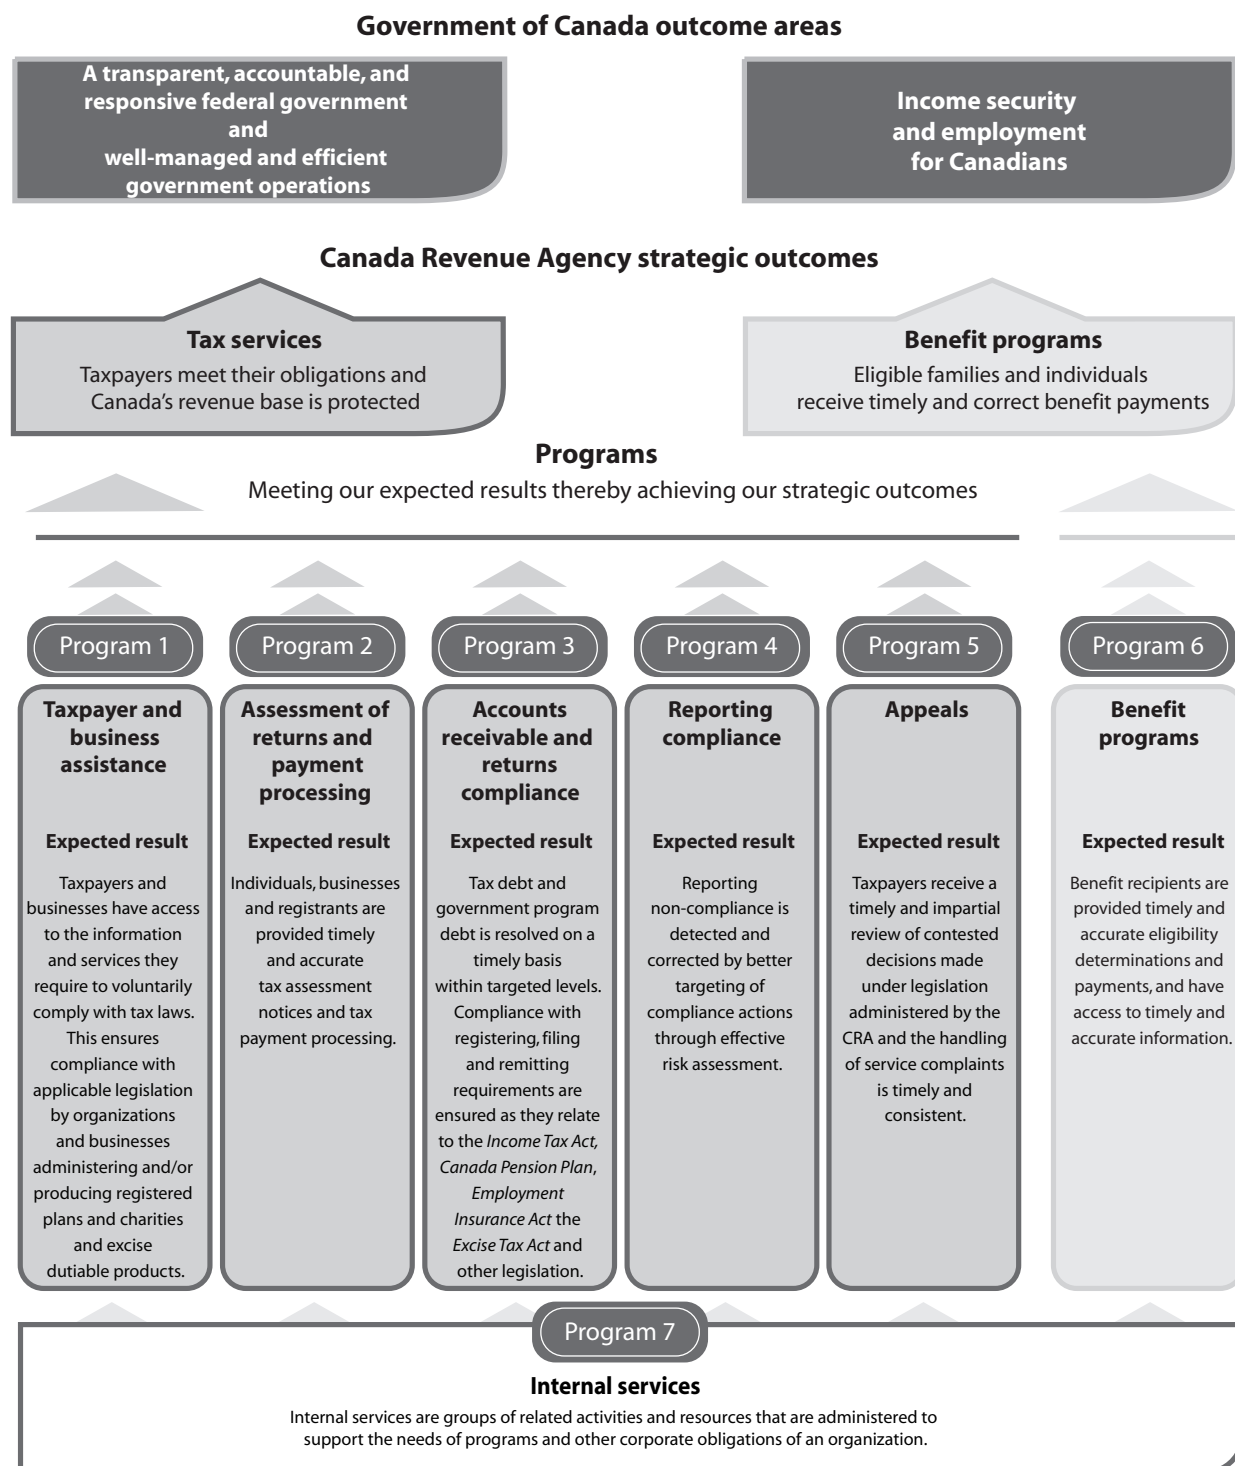 Government of Canada outcome areas
A transparent, accountable, and
responsive federal government
and
well-managed and efficient
government operations
Income security
and employment
for Canadians
Canada Revenue Agency strategic outcomes
Tax services
Taxpayers meet their obligations and
Canada's revenue base is protected
Benefit programs
Eligible families and individuals
receive timely and correct benefit payments
Programs
Meeting our expected results thereby achieving our strategic outcomes
Program 1
Taxpayer and
business
assistance
Expected result
Taxpayers and
businesses have access
to the information
and services they
require to voluntarily
comply with tax laws.
This ensures
compliance with
applicable legislation
by organizations
and businesses
administering and/or
producing registered
plans and charities
and excise
dutiable products.
Program 2
Assessment of
returns and
payment
processing
Expected result
Individuals, businesses
and registrants are
provided timely
and accurate
tax assessment
notices and tax
payment processing.
Program 3
Accounts
receivable and
returns
compliance
Expected result
Tax debt and
government program
debt is resolved on a
timely basis
within targeted levels.
Compliance with
registering, filing
and remitting
requirements are
ensured as they relate
to the Income Tax Act,
Canada Pension Plan,
Employment
Insurance Act the
Excise Tax Act and
other legislation.
Program 4
Reporting
compliance
Expected result
Reporting
non-compliance is
detected and
corrected by better
targeting of
compliance actions
through effective
risk assessment.
Program 5
Appeals
Expected result
Taxpayers receive a
timely and impartial
review of contested
decisions made
under legislation
administered by the
CRA and the handling
of service complaints
is timely and
consistent.
Program 6
Benefit
programs
Expected result
Benefit recipients are
provided timely and
accurate eligibility
determinations and
payments, and have
access to timely and
accurate information.
Program 7
Internal services
Internal services are groups of related activities and resources that are administered to
support the needs of programs and other corporate obligations of an organization.